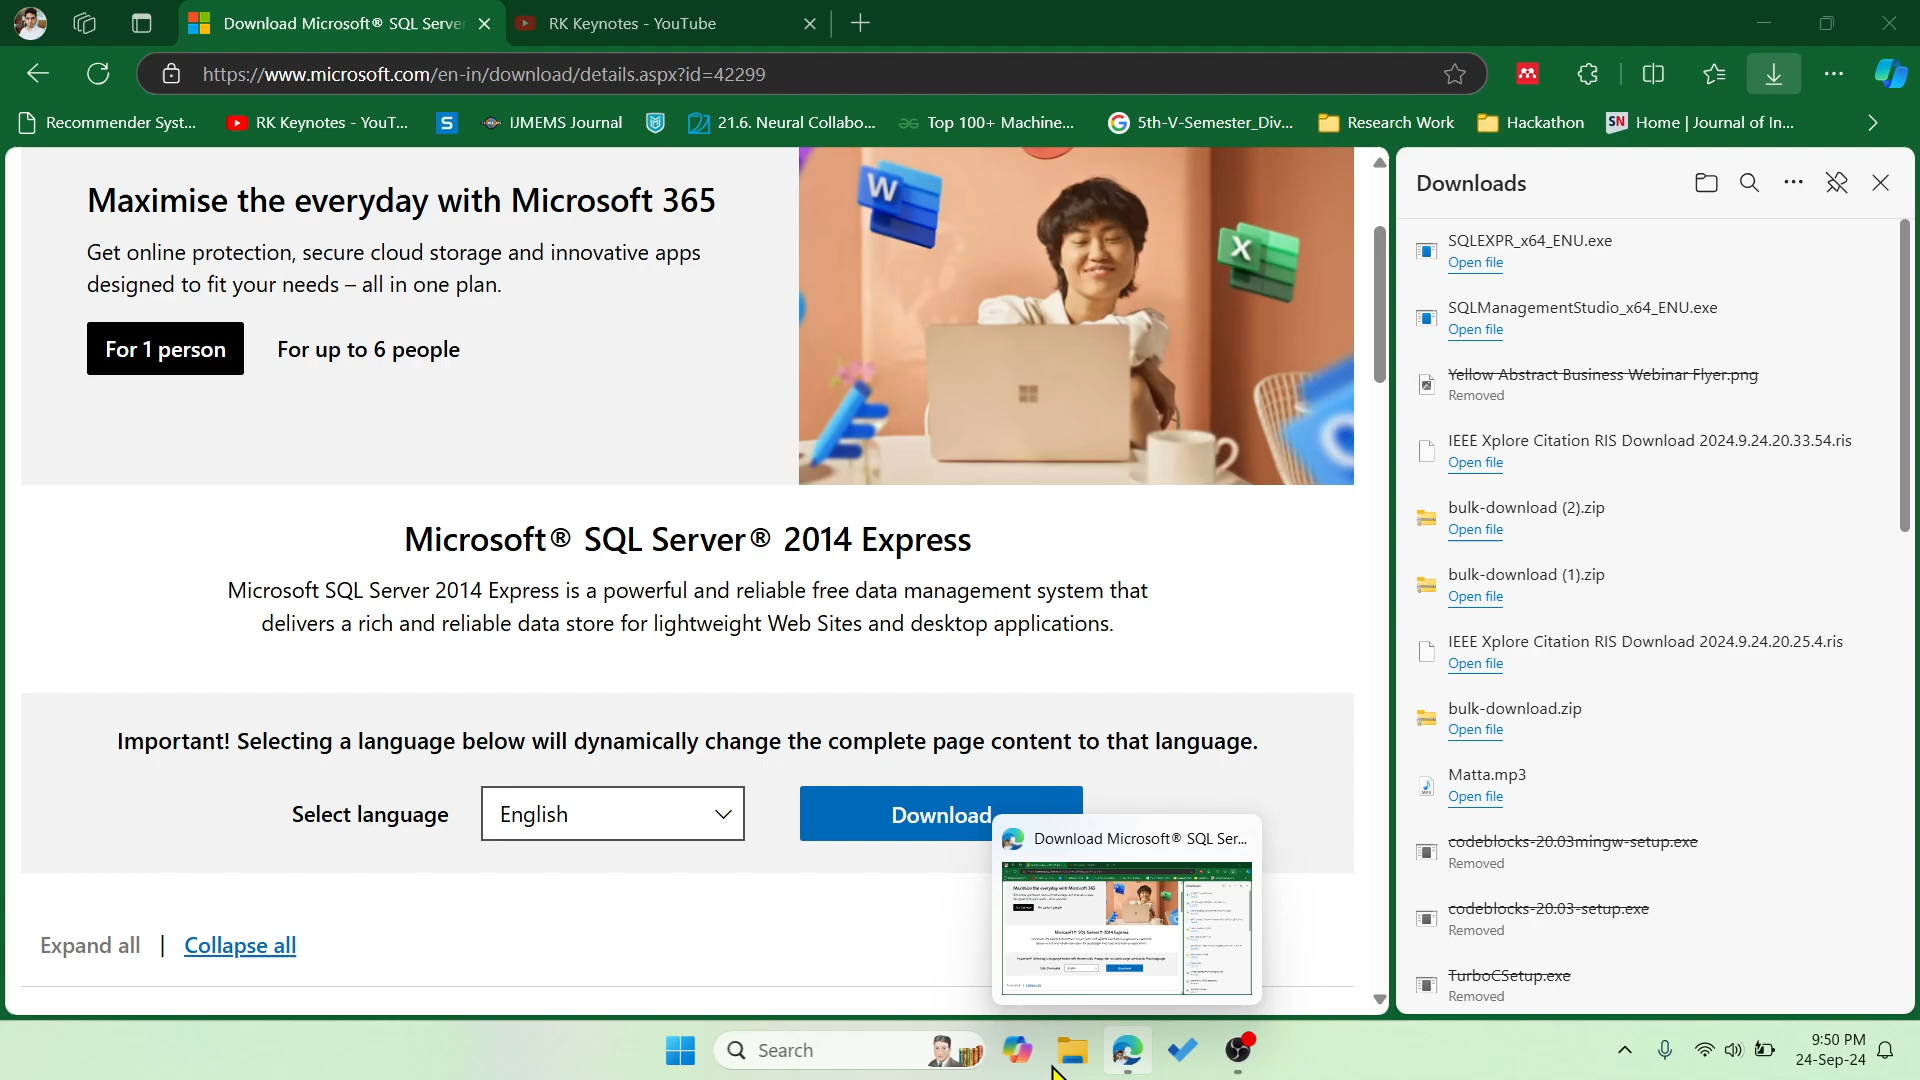 Download Microsoft® SQL Server
RK Keynotes - YouTube
https://www.microsoft.com/en-in/download/details.aspx?id=42299
Recommender Syst...
RK Keynotes - YouT...
S
IJMEMS Journal
21.6. Neural Collabo...
Top 100+ Machine...
5th-V-Semester_Div...
Research Work
Hackathon
SN Home | Journal of In...
Maximise the everyday with Microsoft 365
Get online protection, secure cloud storage and innovative apps
designed to fit your needs – all in one plan.
For 1 person
For up to 6 people
W
X
Microsoft® SQL Server® 2014 Express
Microsoft SQL Server 2014 Express is a powerful and reliable free data management system that
delivers a rich and reliable data store for lightweight Web Sites and desktop applications.
Important! Selecting a language below will dynamically change the complete page content to that language.
Select language
English
Download
Download Microsoft® SQL Ser...
Expand all | Collapse all
Downloads
SQLEXPR_x64_ENU.exe
Open file
SQLManagementStudio_x64_ENU.exe
Open file
Yellow Abstract Business Webinar Flyer.png
Removed
IEEE Xplore Citation RIS Download 2024.9.24.20.33.54.ris
Open file
bulk-download (2).zip
Open file
bulk-download (1).zip
Open file
IEEE Xplore Citation RIS Download 2024.9.24.20.25.4.ris
Open file
bulk-download.zip
Open file
Matta.mp3
Open file
codeblocks-20.03mingw-setup.exe
Removed
codeblocks-20.03-setup.exe
Removed
TurboCSetup.exe
Removed
Search
9:50 PM
24-Sep-24